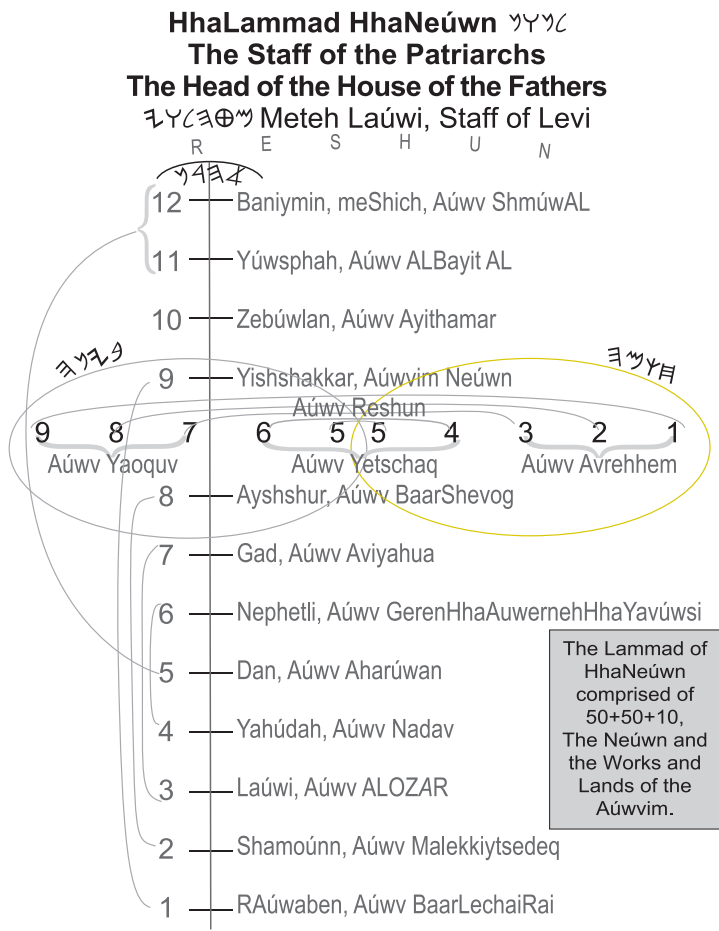 HhaLammad HhaNeúwn 𐤋𐤍𐤅𐤍
The Staff of the Patriarchs
The Head of the House of the Fathers
𐤌𐤈𐤄𐤋𐤅𐤉 Meteh Laúwi, Staff of Levi
R E S H U N
𐤀𐤄𐤓𐤍
12 Baniymin, meShich, Aúwv ShmúwAL
11 Yúwsphah, Aúwv ALBayit AL
10 Zebúwlan, Aúwv Ayithamar
9 Yishshakkar, Aúwvim Neúwn
Aúwv Reshun
9 8 7 6 5 5 4 3 2 1
Aúwv Yaoquv Aúwv Yetschaq Aúwv Avrehhem
8 Ayshshur, Aúwv BaarShevog
7 Gad, Aúwv Aviyahua
6 Nephetli, Aúwv GerenHhaAuwernehHhaYavúwsi
5 Dan, Aúwv Aharúwan
4 Yahúdah, Aúwv Nadav
3 Laúwi, Aúwv ALOZAR
2 Shamoúnn, Aúwv Malekkiytsedeq
1 RAúwaben, Aúwv BaarLechaiRai
The Lammad of
HhaNeúwn
comprised of
50+50+10,
The Neúwn and
the Works and
Lands of the
Aúwvim.